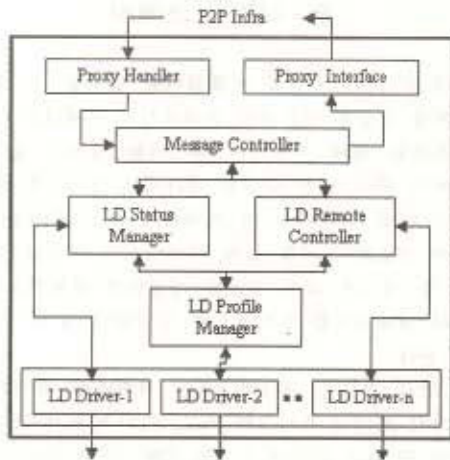 P2P Infra
Proxy Handler
Proxy Interface
Message Controller
LD Status
Manager
LD Remote
Controller
LD Profile
Manager
LD Driver-1
LD Driver-2
LD Driver-n